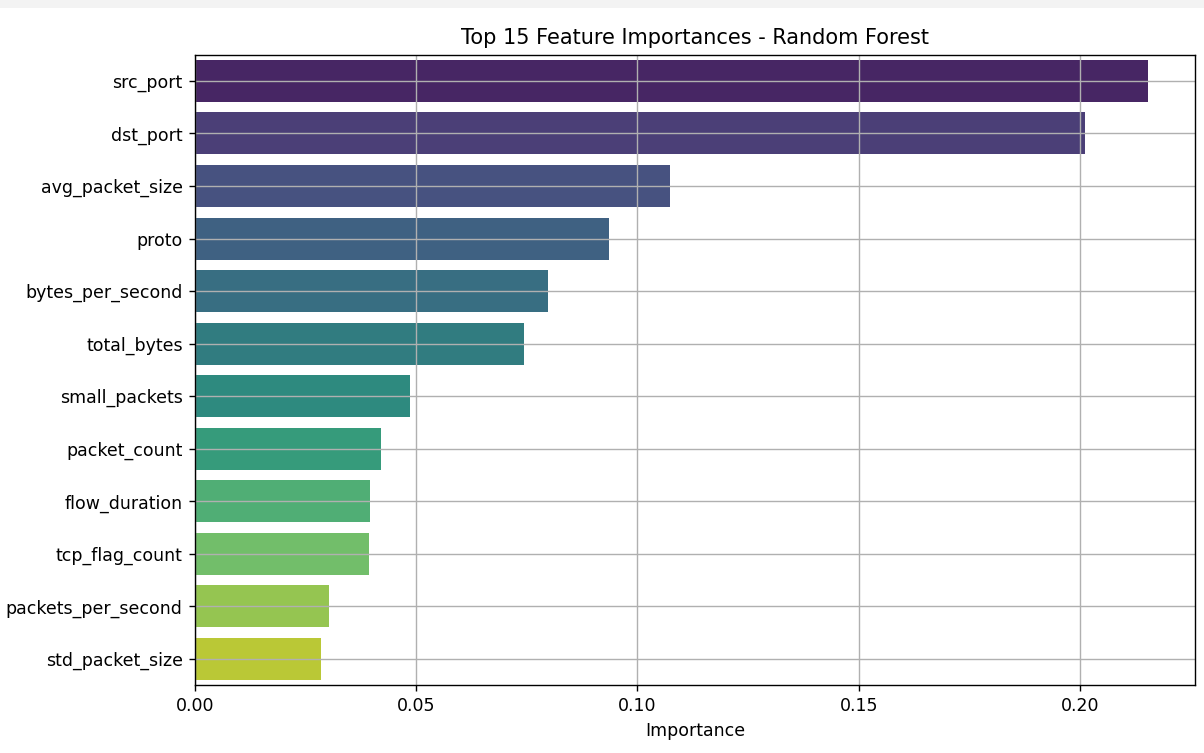 Top 15 Feature Importances - Random Forest
src_port
dst_port
avg_packet_size
proto
bytes_per_second
total_bytes
small_packets
packet_count
flow_duration
tcp_flag_count
packets_per_second
std_packet_size
0.00 0.05 0.10 0.15 0.20
Importance